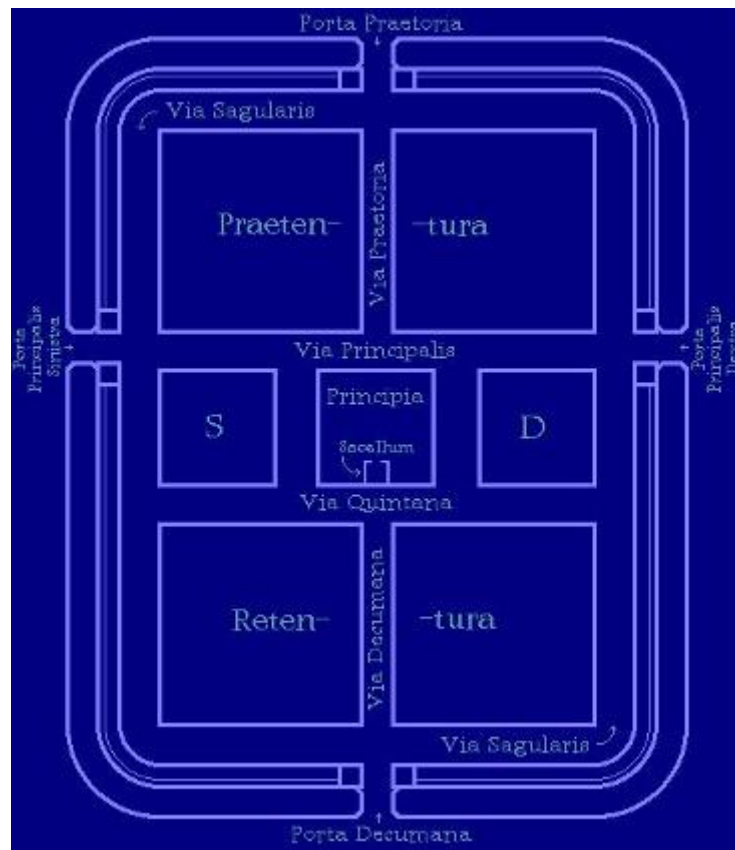 Porta Praetoria
Via Sagularis
Via Praetoria
Praeten-
-tura
Porta
Principalis
Sinistra
Via Principalis
Porta
Principalis
Dextra
S
Principia
D
Sacellum
Via Quintana
Via Decumana
Reten-
-tura
Via Sagularis
Porta Decumana